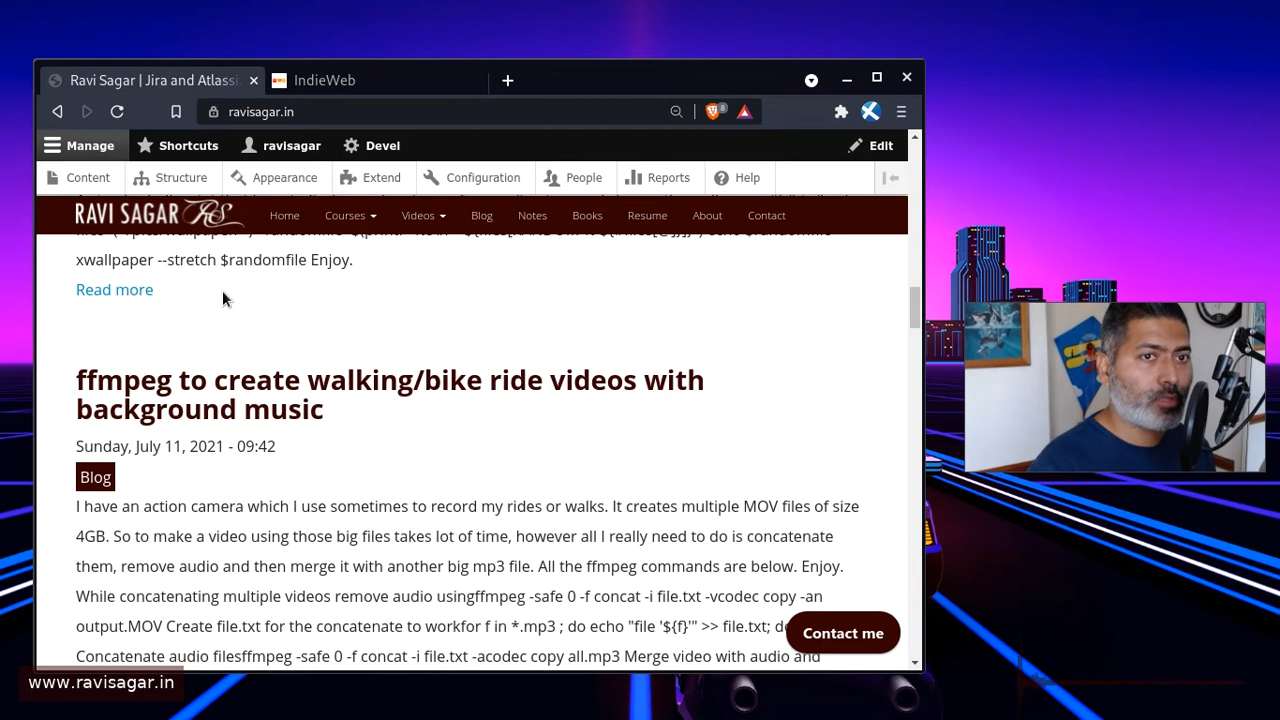 Ravi Sagar | Jira and Atlassi
IndieWeb
ravisagar.in
8
Manage
Shortcuts
ravisagar
Devel
Edit
Content
Structure
Appearance
Extend
Configuration
People
Reports
Help
RAVI SAGAR RS
Home
Courses
Videos
Blog
Notes
Books
Resume
About
Contact
xwallpaper --stretch $randomfile Enjoy.
Read more
ffmpeg to create walking/bike ride videos with
background music
Sunday, July 11, 2021 - 09:42
Blog
I have an action camera which I use sometimes to record my rides or walks. It creates multiple MOV files of size
4GB. So to make a video using those big files takes lot of time, however all I really need to do is concatenate
them, remove audio and then merge it with another big mp3 file. All the ffmpeg commands are below. Enjoy.
While concatenating multiple videos remove audio usingffmpeg -safe 0 -f concat -i file.txt -vcodec copy -an
output.MOV Create file.txt for the concatenate to workfor f in *.mp3 ; do echo "file '${f}'" >> file.txt; do
Concatenate audio filesffmpeg -safe 0 -f concat -i file.txt -acodec copy all.mp3 Merge video with audio and
Contact me
www.ravisagar.in